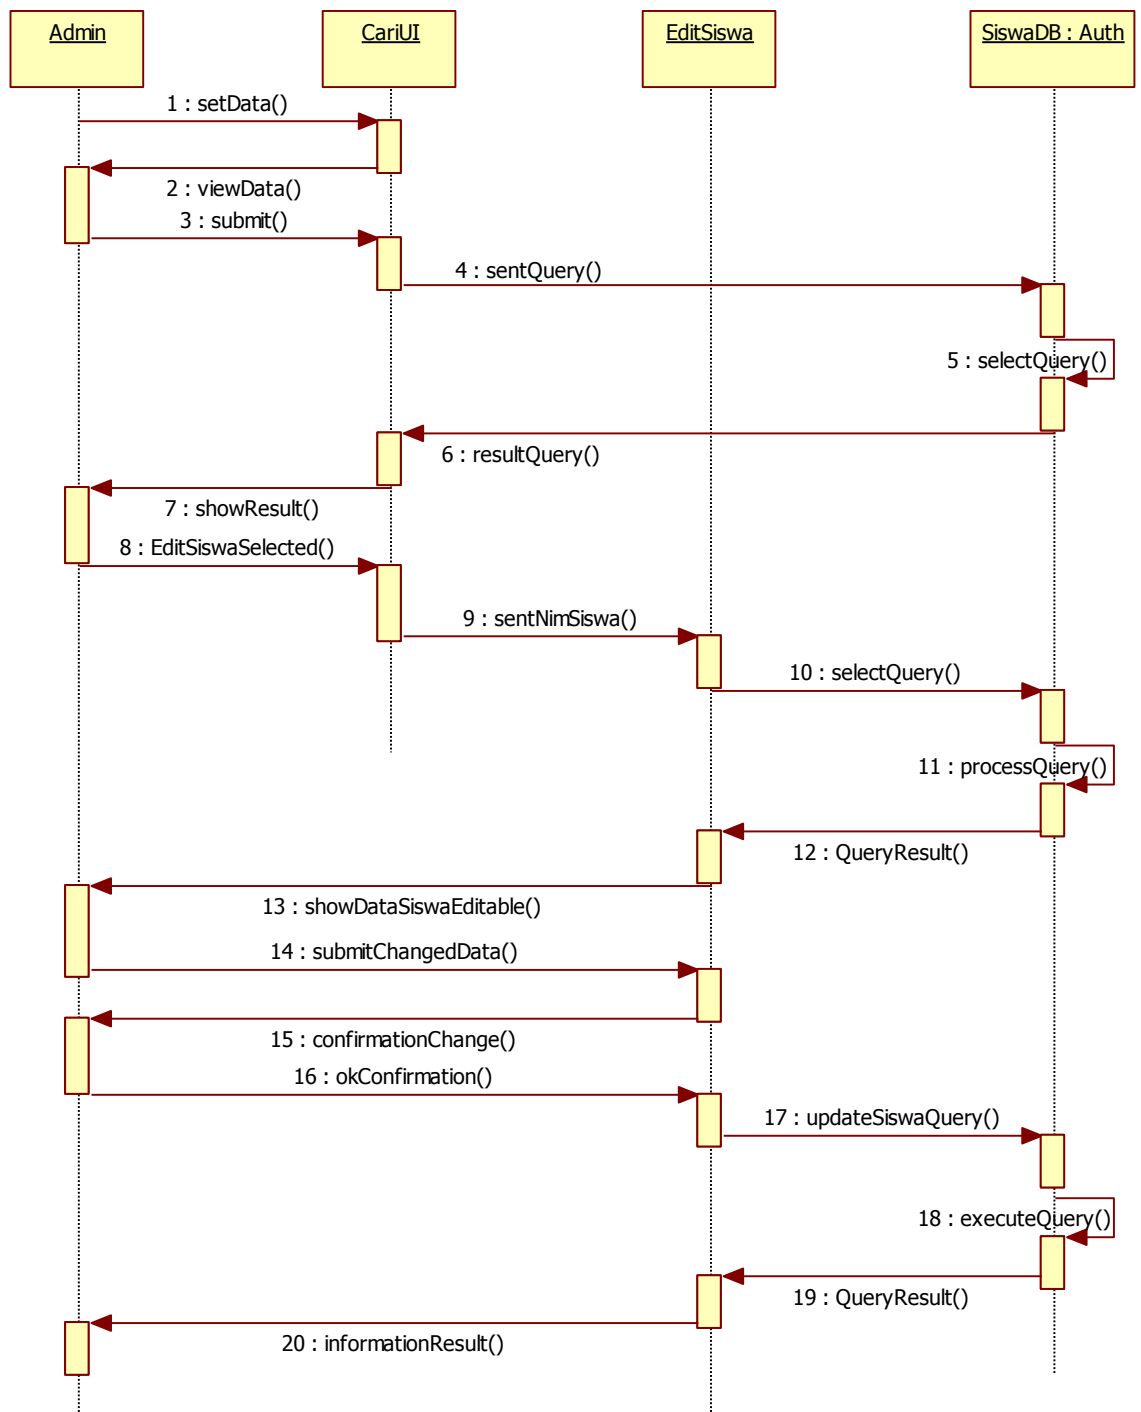 Admin
CariUI
EditSiswa
SiswaDB : Auth
1 : setData()
2 : viewData()
3 : submit()
4 : sentQuery()
5 : selectQuery()
6 : resultQuery()
7 : showResult()
8 : EditSiswaSelected()
9 : sentNimSiswa()
10 : selectQuery()
11 : processQuery()
12 : QueryResult()
13 : showDataSiswaEditable()
14 : submitChangedData()
15 : confirmationChange()
16 : okConfirmation()
17 : updateSiswaQuery()
18 : executeQuery()
19 : QueryResult()
20 : informationResult()